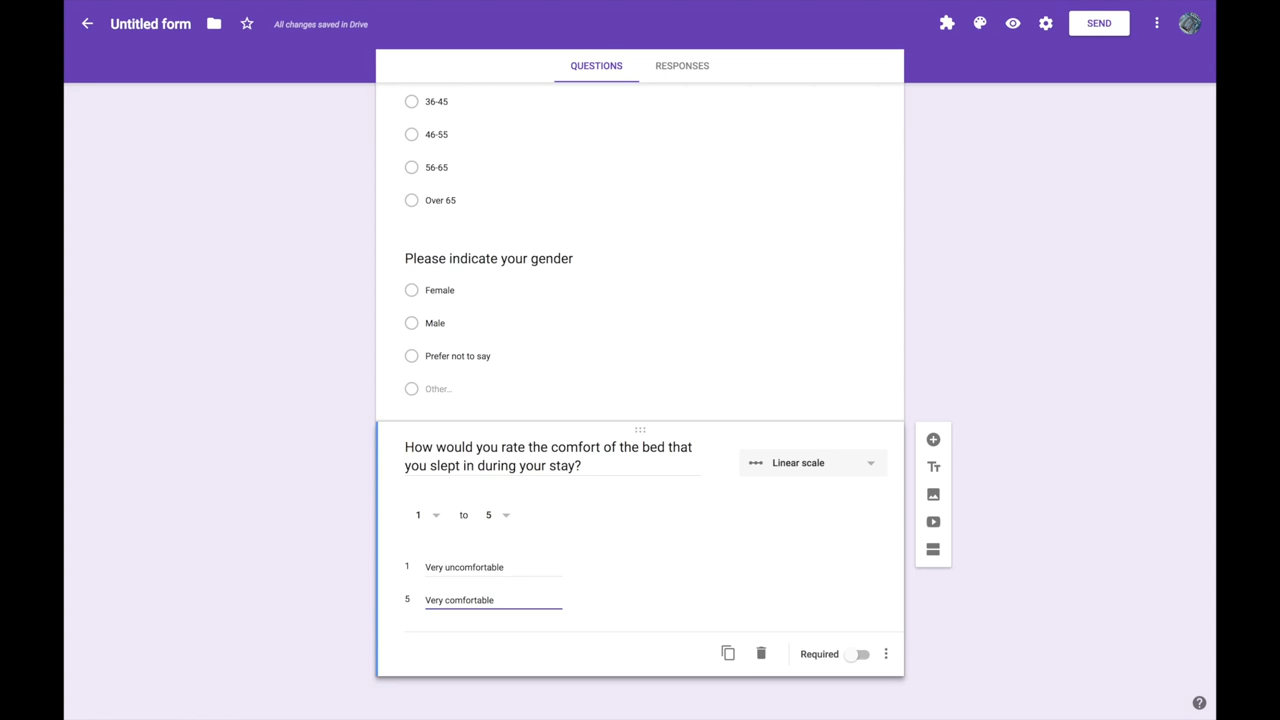 Untitled form
All changes saved in Drive
SEND
QUESTIONS
RESPONSES
36-45
46-55
56-65
Over 65
Please indicate your gender
Female
Male
Prefer not to say
Other...
How would you rate the comfort of the bed that
you slept in during your stay?
Linear scale
1 to 5
1 Very uncomfortable
5 Very comfortable
Required